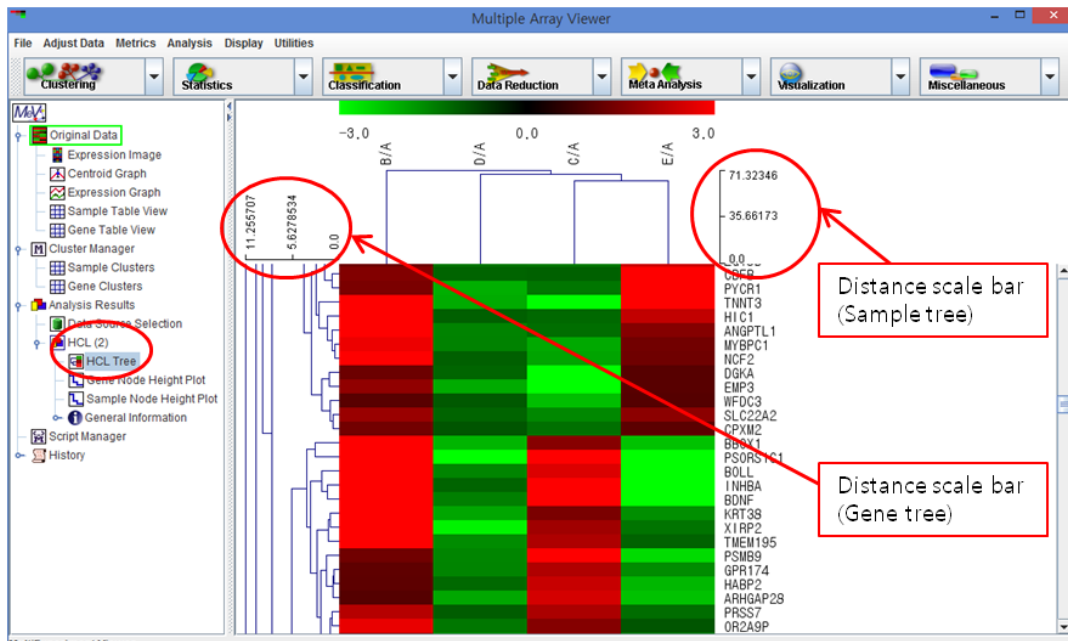 Multiple Array Viewer
File Adjust Data Metrics Analysis Display Utilities
Clustering Statistics Classification Data Reduction Meta Analysis Visualization Miscellaneous
MeV
Original Data
Expression Image
Centroid Graph
Expression Graph
Sample Table View
Gene Table View
Cluster Manager
Sample Clusters
Gene Clusters
Analysis Results
Data Source Selection
HCL (2)
HCL Tree
Gene Node Height Plot
Sample Node Height Plot
General Information
Script Manager
History
-3.0 0.0 3.0
B/A D/A C/A E/A
71.32346
35.66173
0.0
11.255707
5.6278534
0.0
CBFB
PYCR1
TNNT3
HIC1
ANGPTL1
MYBPC1
NCF2
DGKA
EMP3
WFDC3
SLC22A2
CPXM2
BBOX1
PSORS1C1
BOLL
INHBA
BDNF
KRT38
XIRP2
TMEM195
PSMB9
GPR174
HABP2
ARHGAP28
PRSS7
OR2A9P
Distance scale bar
(Sample tree)
Distance scale bar
(Gene tree)